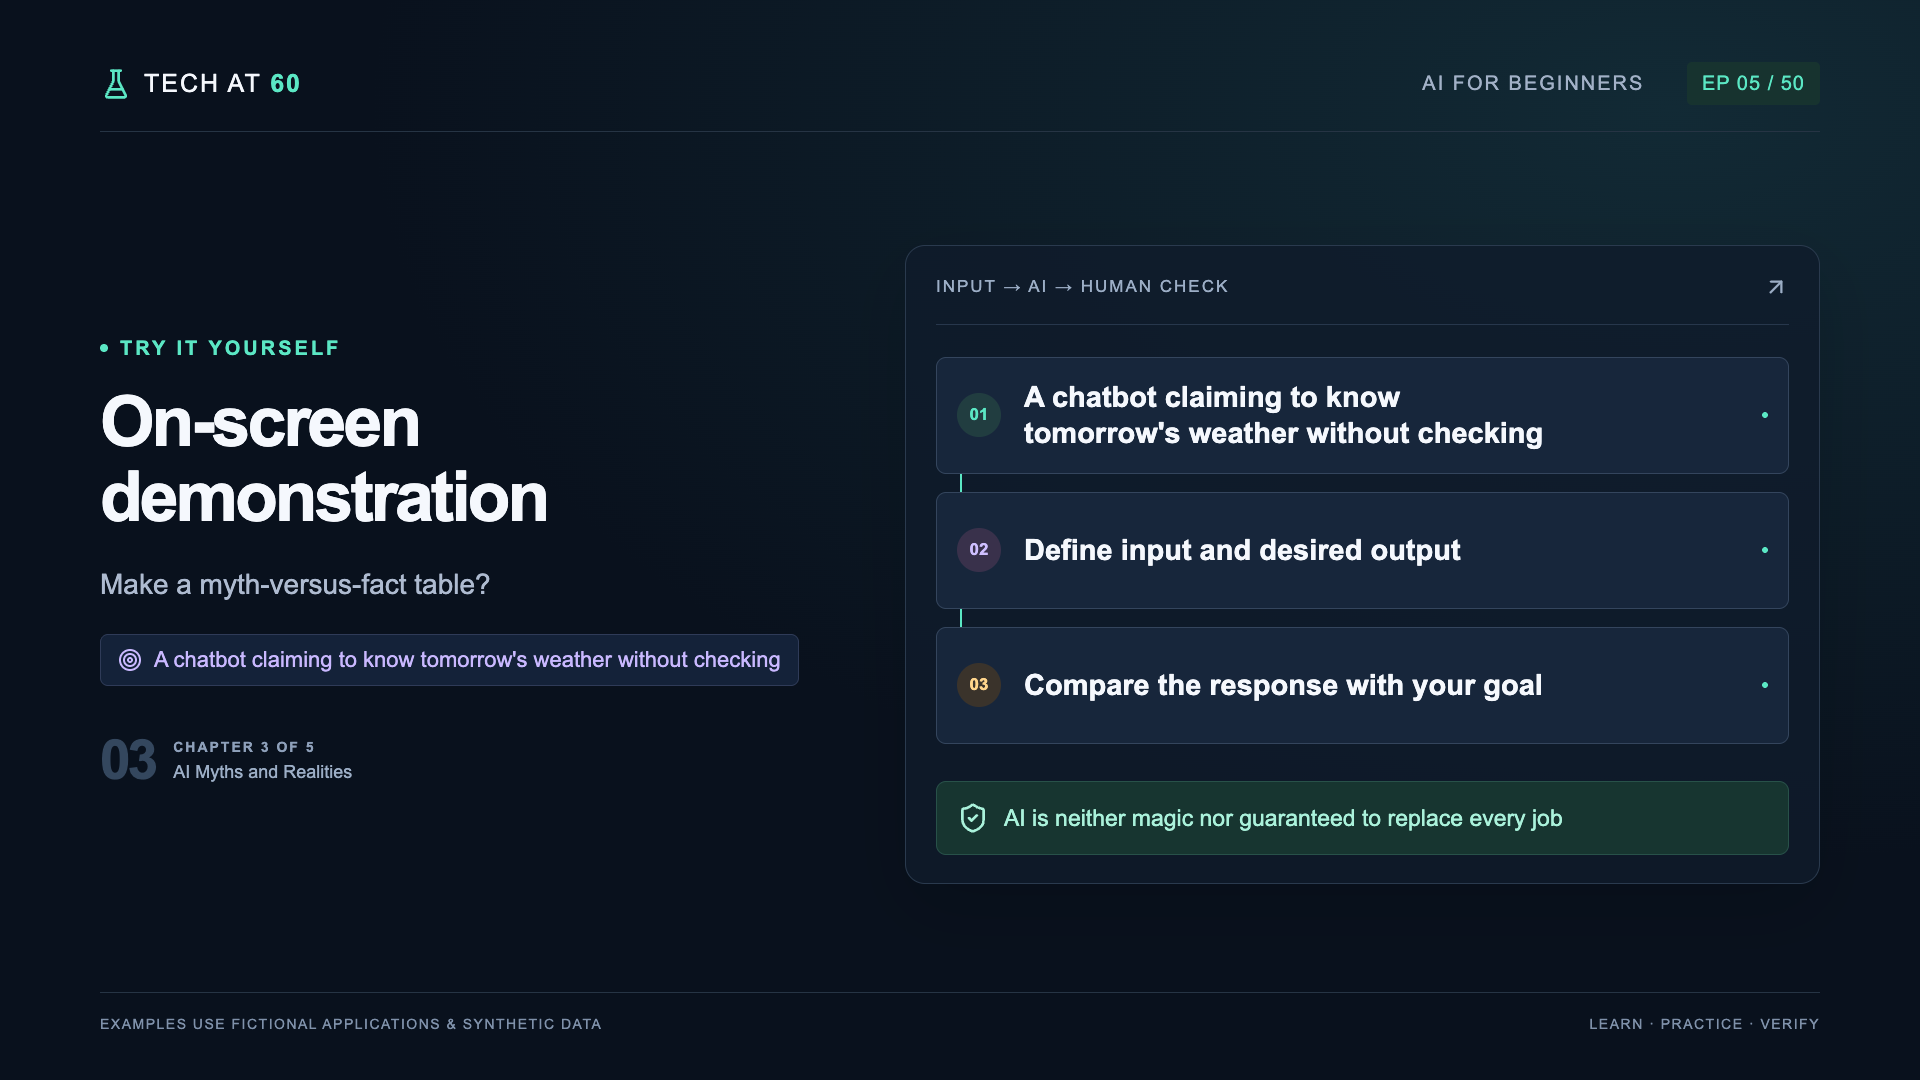 TECH AT 60
AI FOR BEGINNERS
EP 05 / 50
TRY IT YOURSELF
On-screen
demonstration
Make a myth-versus-fact table?
A chatbot claiming to know tomorrow's weather without checking
03
CHAPTER 3 OF 5
AI Myths and Realities
INPUT → AI → HUMAN CHECK
01
A chatbot claiming to know
tomorrow's weather without checking
02
Define input and desired output
03
Compare the response with your goal
AI is neither magic nor guaranteed to replace every job
EXAMPLES USE FICTIONAL APPLICATIONS & SYNTHETIC DATA
LEARN · PRACTICE · VERIFY